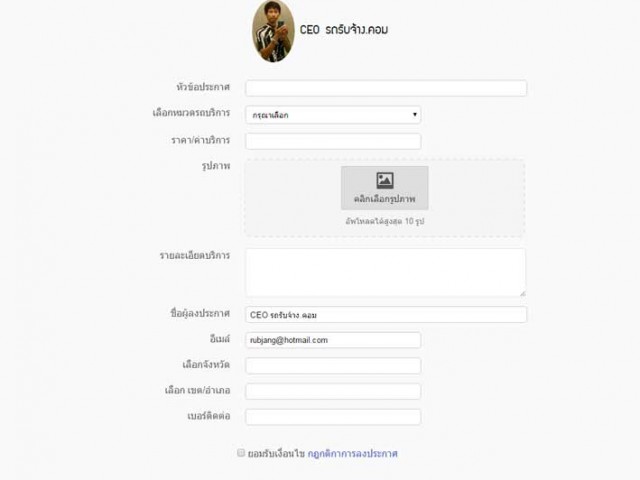 CEO รถรับจ้าง.คอม
หัวข้อประกาศ
เลือกหมวดรถบริการ กรุณาเลือก
ราคา/ค่าบริการ
รูปภาพ
คลิกเลือกรูปภาพ
อัพโหลดได้สูงสุด 10 รูป
รายละเอียดบริการ
ชื่อผู้ลงประกาศ CEO รถรับจ้าง.คอม
อีเมล์ rubjang@hotmail.com
เลือกจังหวัด
เลือก เขต/อำเภอ
เบอร์ติดต่อ
ยอมรับเงื่อนไข กฎกติกาการลงประกาศ